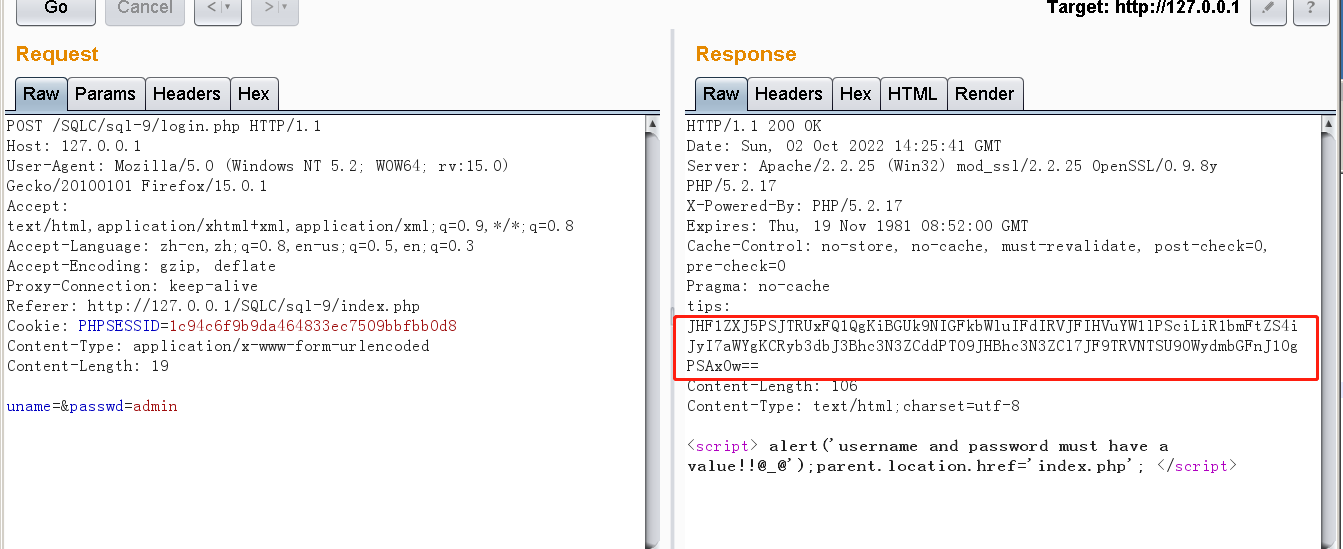 Go
Cancel
<
>
Target: http://127.0.0.1
?
Request
Raw
Params
Headers
Hex
POST /SQLC/sql-9/login.php HTTP/1.1
Host: 127.0.0.1
User-Agent: Mozilla/5.0 (Windows NT 5.2; WOW64; rv:15.0)
Gecko/20100101 Firefox/15.0.1
Accept:
text/html,application/xhtml+xml,application/xml;q=0.9,*/*;q=0.8
Accept-Language: zh-cn,zh;q=0.8,en-us;q=0.5,en;q=0.3
Accept-Encoding: gzip, deflate
Proxy-Connection: keep-alive
Referer: http://127.0.0.1/SQLC/sql-9/index.php
Cookie: PHPSESSID=1c94c6f9b9da464833ec7509bbfbb0d8
Content-Type: application/x-www-form-urlencoded
Content-Length: 19
uname=&passwd=admin
Response
Raw
Headers
Hex
HTML
Render
HTTP/1.1 200 OK
Date: Sun, 02 Oct 2022 14:25:41 GMT
Server: Apache/2.2.25 (Win32) mod_ssl/2.2.25 OpenSSL/0.9.8y
PHP/5.2.17
X-Powered-By: PHP/5.2.17
Expires: Thu, 19 Nov 1981 08:52:00 GMT
Cache-Control: no-store, no-cache, must-revalidate, post-check=0,
pre-check=0
Pragma: no-cache
tips:
JHF1ZXJ5PSJTRUxFQ1QgKiBGUk9NIGFkbWluIFdIRVJFIHVuYW1lPSciLiR1bmFtZS4i
JyI7aWYgKCRyb3dbJ3Bhc3N3ZCddPT09JHBhc3N3ZCl7JF9TRVNTSU9OWydmbGFnJ10g
PSAxOw==
Content-Length: 106
Content-Type: text/html;charset=utf-8
<script> alert('username and password must have a
value!!@_@');parent.location.href='index.php'; </script>